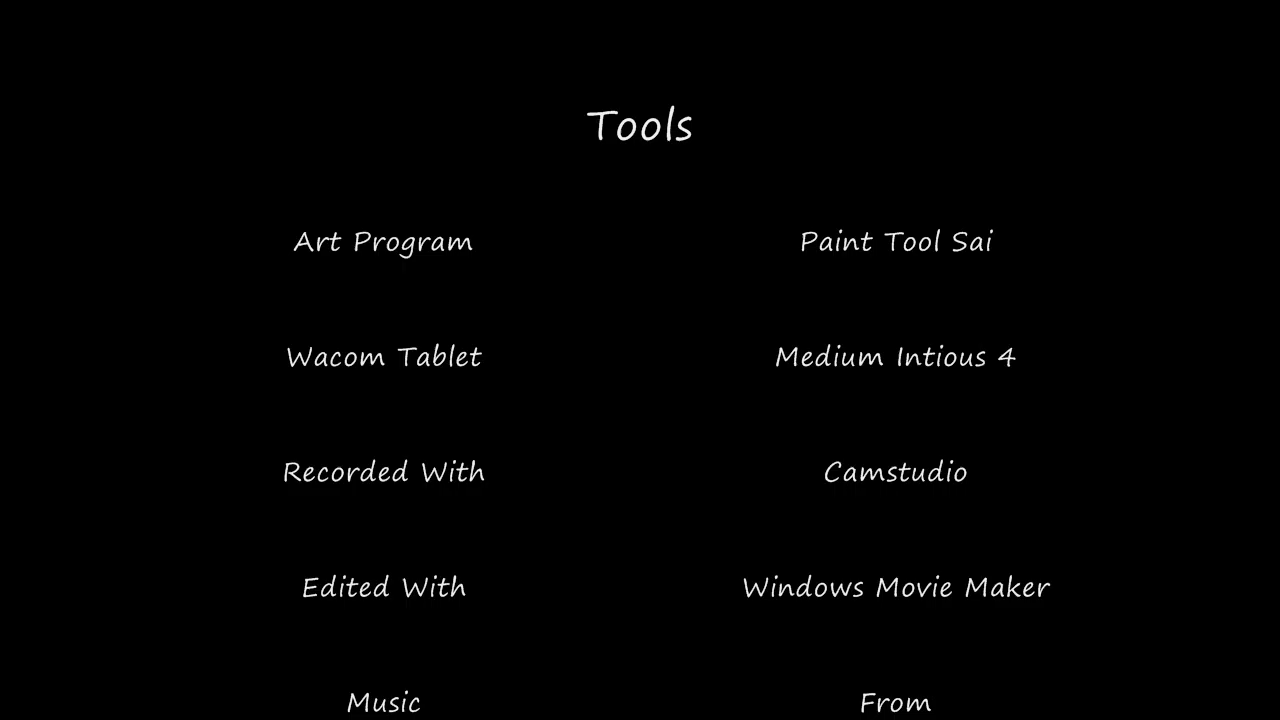 Tools
Art Program Paint Tool Sai
Wacom Tablet Medium Intious 4
Recorded With Camstudio
Edited With Windows Movie Maker
Music From